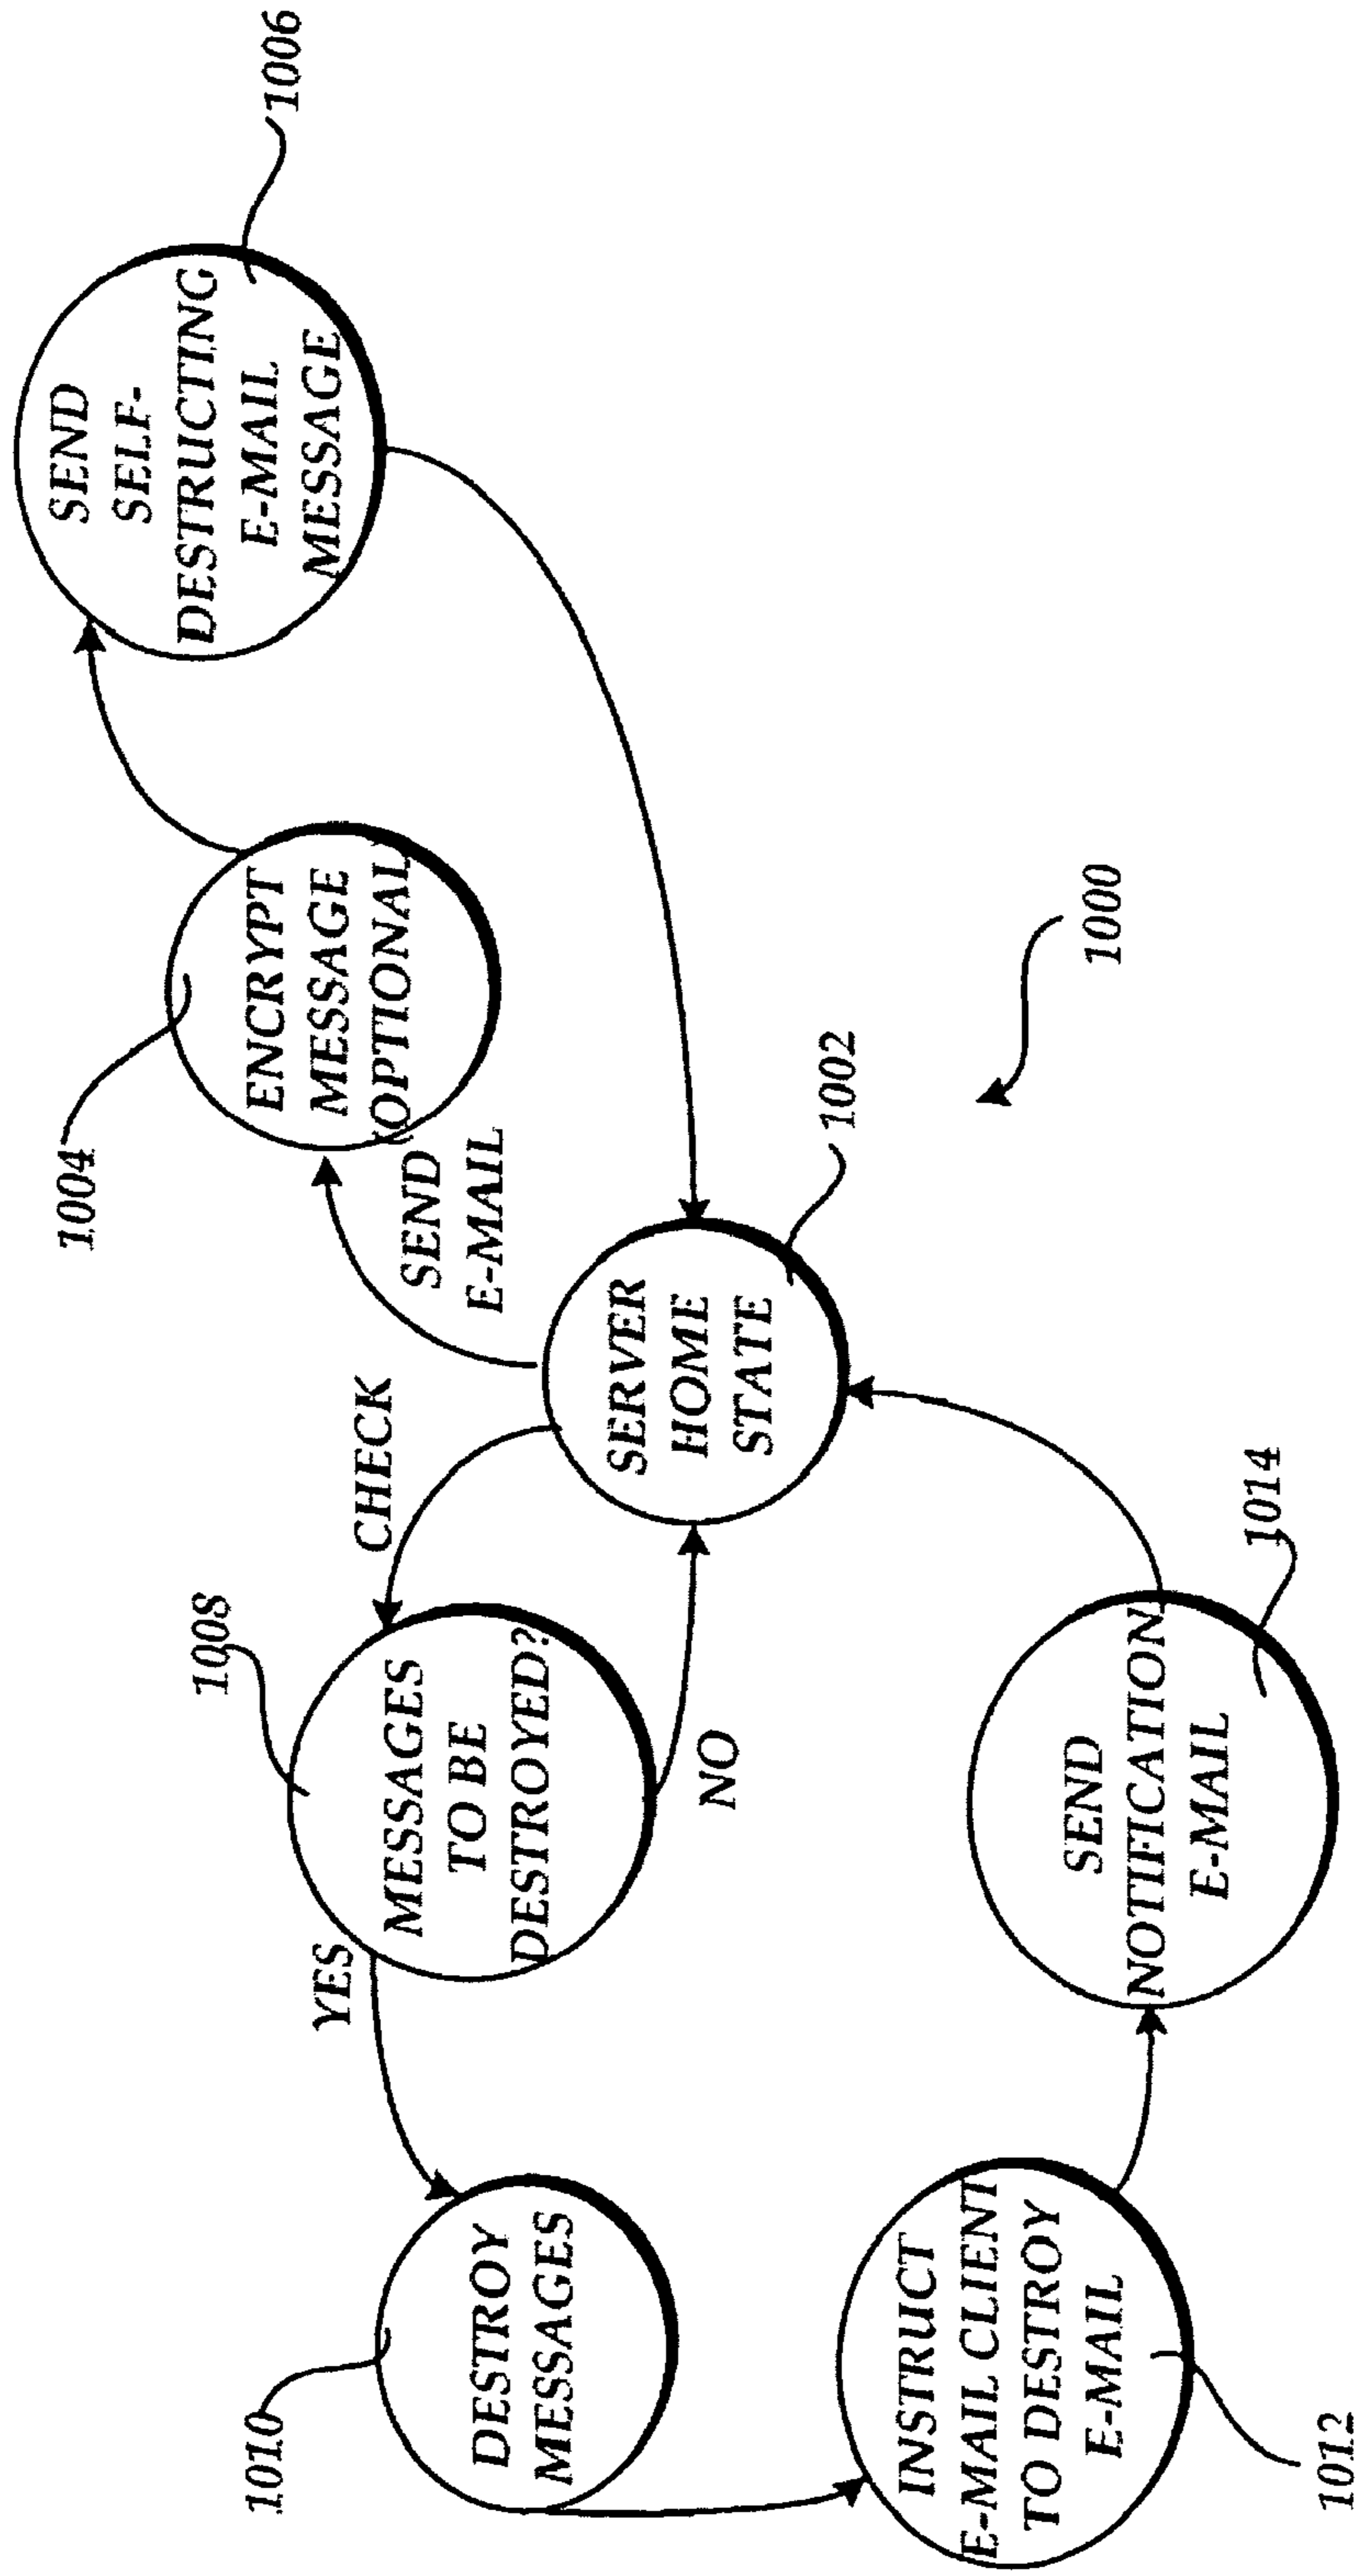 1004
SEND
SELF-
DESTRUCTING
E-MAIL
MESSAGE
1006
ENCRYPT
MESSAGE
(OPTIONAL)
SEND
E-MAIL
1008
CHECK
MESSAGES
TO BE
DESTROYED?
YES
NO
1010
DESTROY
MESSAGES
SERVER
HOME
STATE
1002
INSTRUCT
E-MAIL CLIENT
TO DESTROY
E-MAIL
1012
SEND
NOTIFICATION
E-MAIL
1014
1000